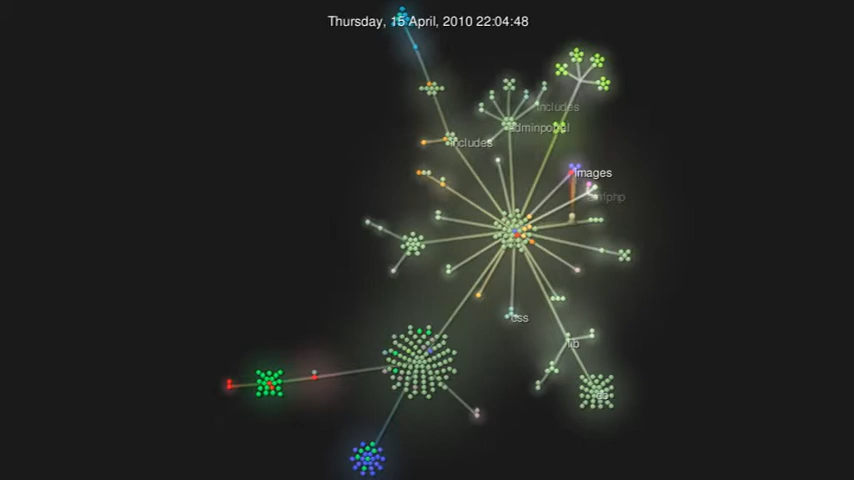 Thursday, 15 April, 2010 22:04:48
includes
adminpanel
includes
images
css
lib